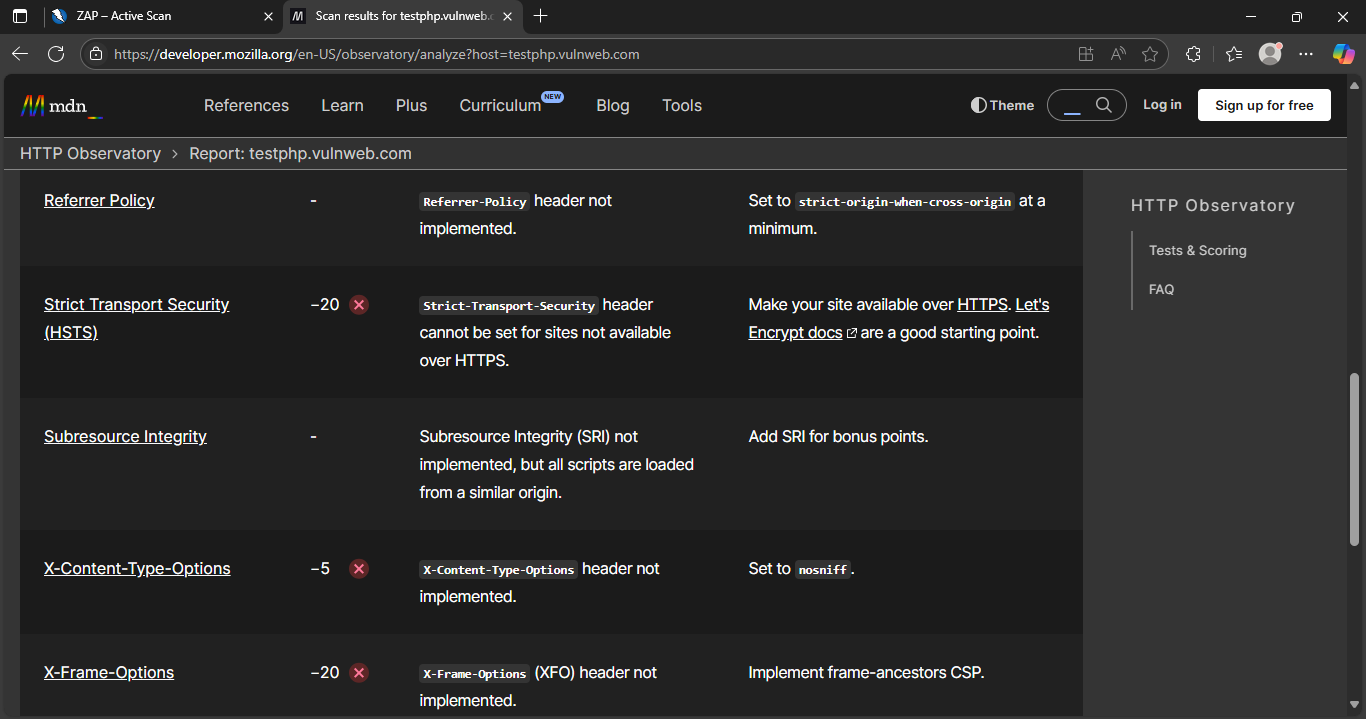 ZAP – Active Scan
Scan results for testphp.vulnweb.
https://developer.mozilla.org/en-US/observatory/analyze?host=testphp.vulnweb.com
mdn_
References
Learn
Plus
Curriculum NEW
Blog
Tools
Theme
Log in
Sign up for free
HTTP Observatory > Report: testphp.vulnweb.com
Referrer Policy
-
Referrer-Policy header not
implemented.
Set to strict-origin-when-cross-origin at a
minimum.
Strict Transport Security
(HSTS)
−20
Strict-Transport-Security header
cannot be set for sites not available
over HTTPS.
Make your site available over HTTPS. Let's
Encrypt docs are a good starting point.
Subresource Integrity
-
Subresource Integrity (SRI) not
implemented, but all scripts are loaded
from a similar origin.
Add SRI for bonus points.
X-Content-Type-Options
−5
X-Content-Type-Options header not
implemented.
Set to nosniff.
X-Frame-Options
−20
X-Frame-Options (XFO) header not
implemented.
Implement frame-ancestors CSP.
HTTP Observatory
Tests & Scoring
FAQ